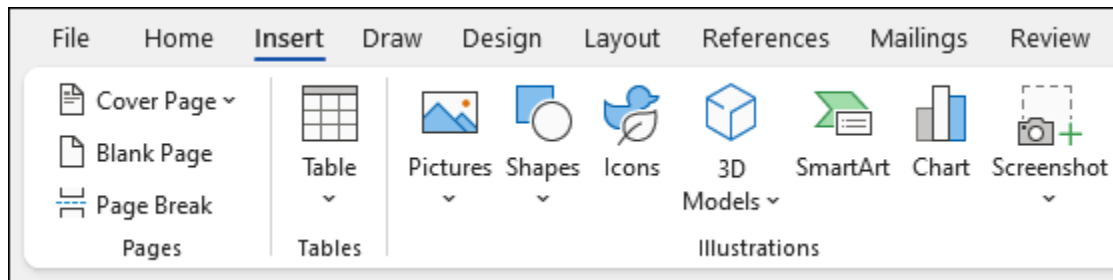 File Home Insert Draw Design Layout References Mailings Review
Cover Page
Blank Page
Page Break
Pages
Table
Tables
Pictures Shapes Icons 3D Models SmartArt Chart Screenshot
Illustrations